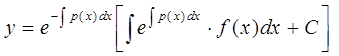 y = e^{-∫p(x)dx}[∫e^{∫p(x)dx} · f(x)dx + C]